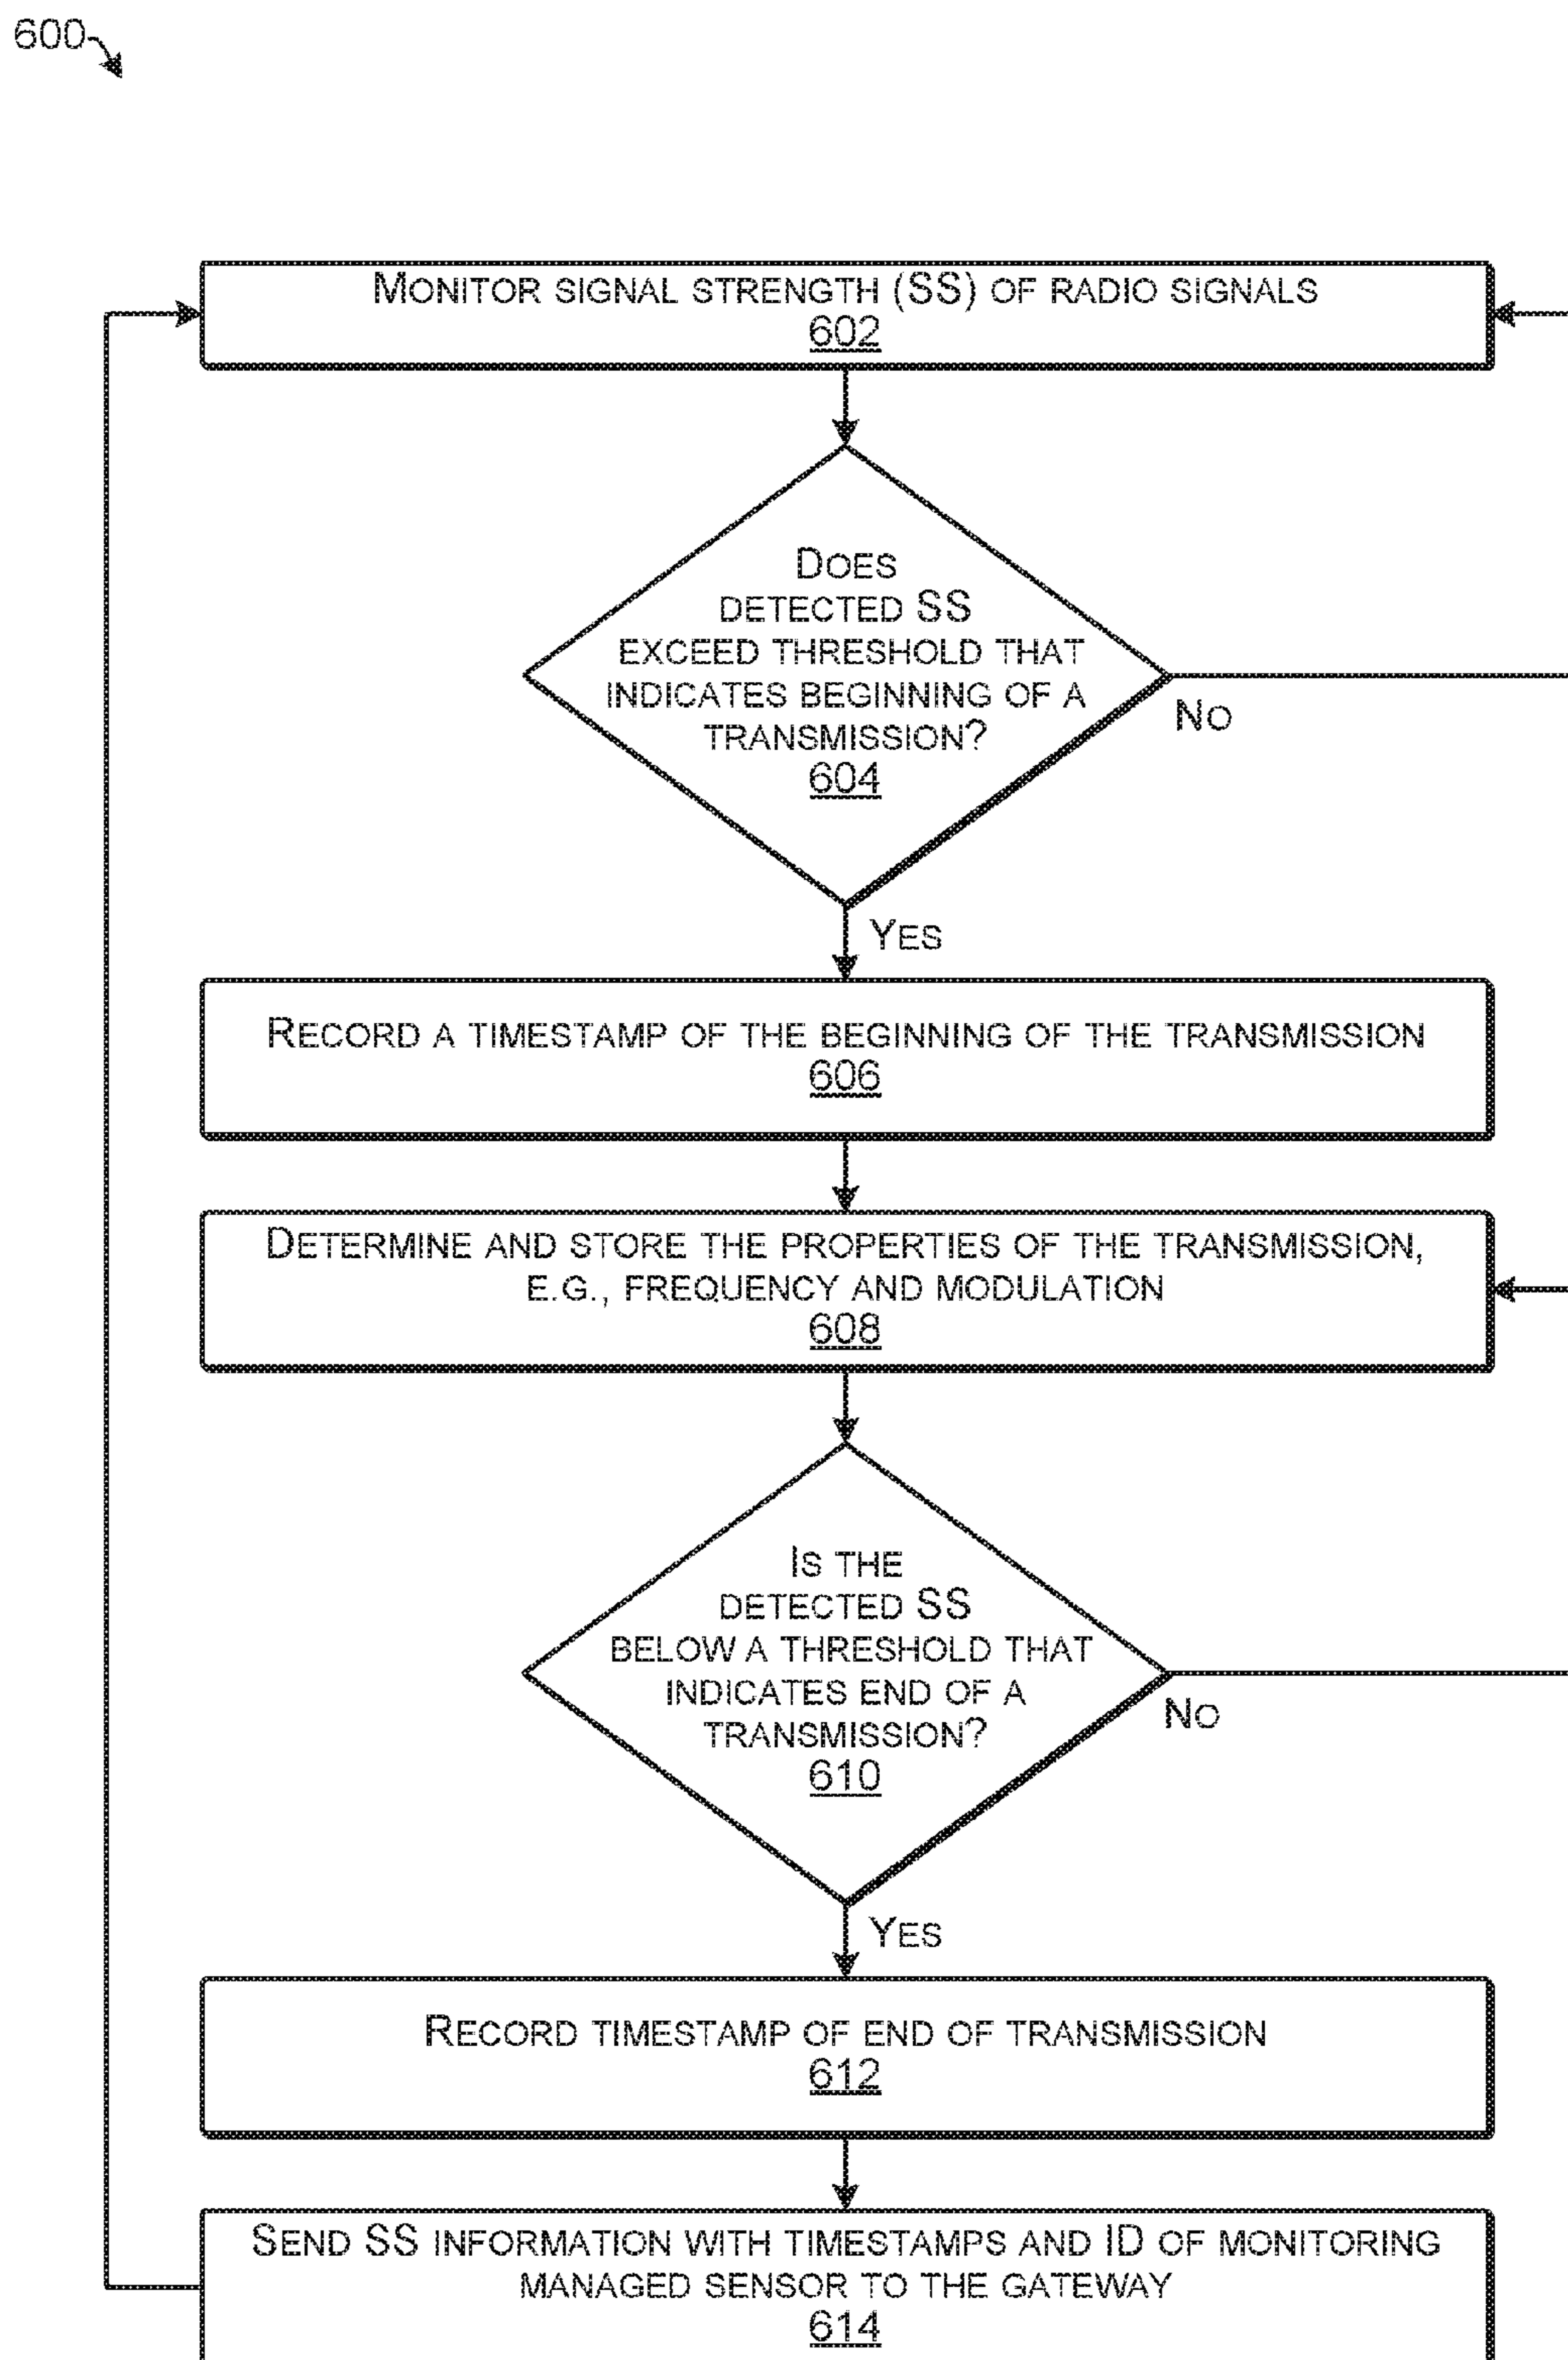 600
MONITOR SIGNAL STRENGTH (SS) OF RADIO SIGNALS
602
DOES
DETECTED SS
EXCEED THRESHOLD THAT
INDICATES BEGINNING OF A
TRANSMISSION?
604
NO
YES
RECORD A TIMESTAMP OF THE BEGINNING OF THE TRANSMISSION
606
DETERMINE AND STORE THE PROPERTIES OF THE TRANSMISSION,
E.G., FREQUENCY AND MODULATION
608
IS THE
DETECTED SS
BELOW A THRESHOLD THAT
INDICATES END OF A
TRANSMISSION?
610
NO
YES
RECORD TIMESTAMP OF END OF TRANSMISSION
612
SEND SS INFORMATION WITH TIMESTAMPS AND ID OF MONITORING
MANAGED SENSOR TO THE GATEWAY
614